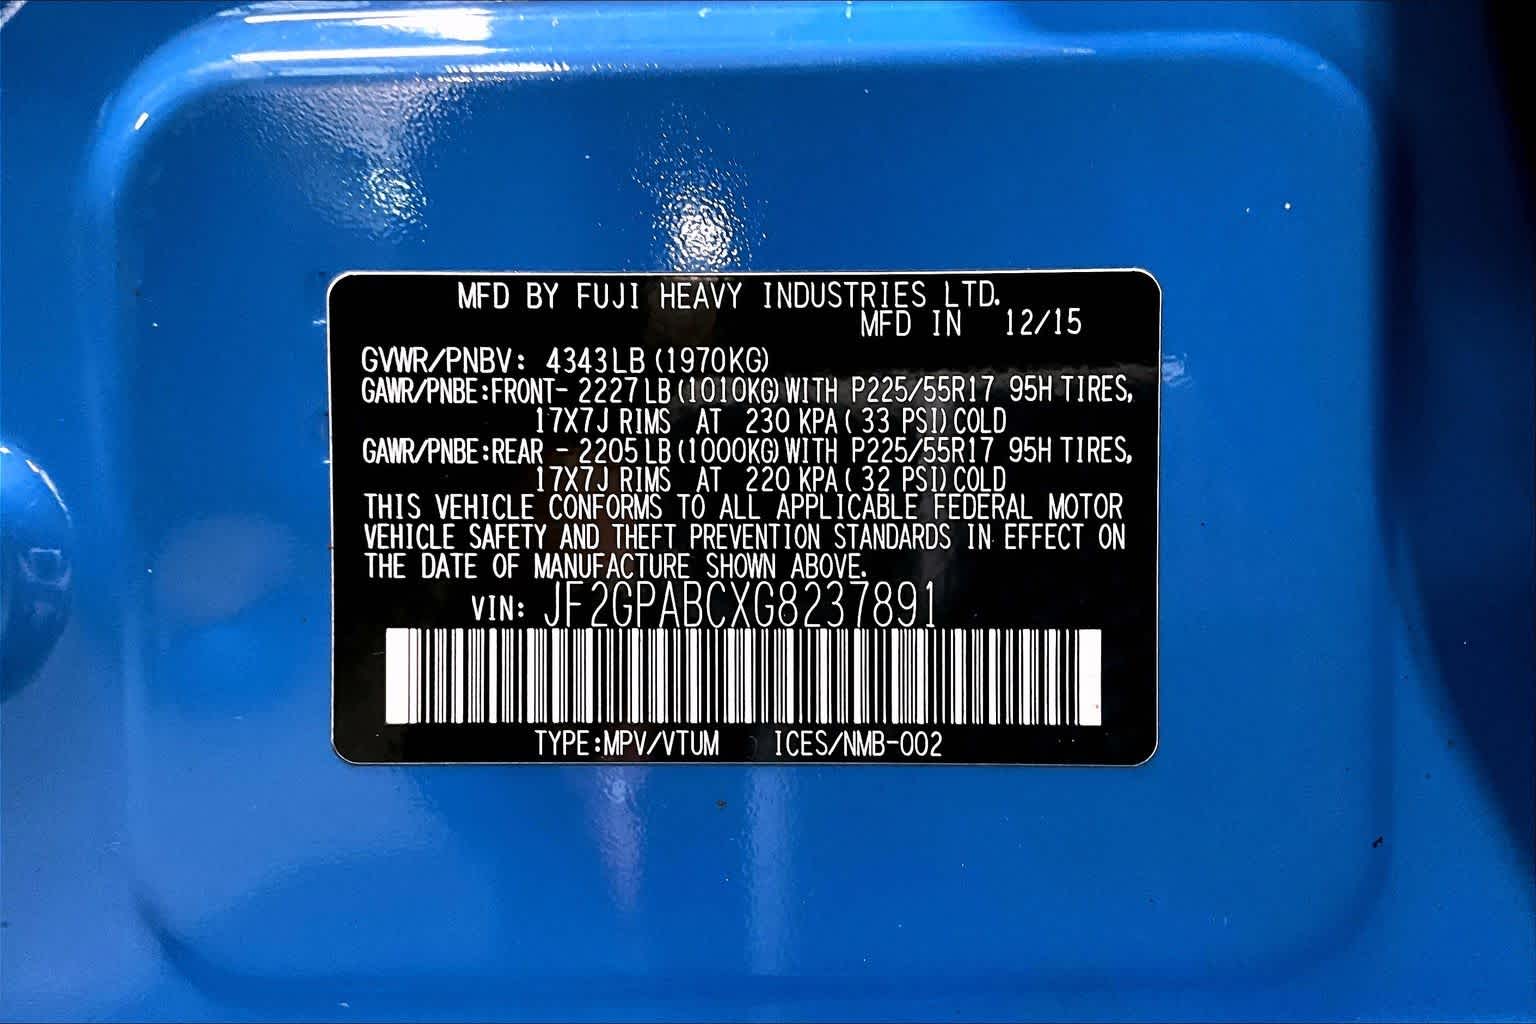 MFD BY FUJI HEAVY INDUSTRIES LTD.
MFD IN 12/15
GVWR/PNBV: 4343LB (1970KG)
GAWR/PNBE:FRONT- 2227LB(1010KG)WITH P225/55R17 95H TIRES,
17X7J RIMS AT 230 KPA( 33 PSI)COLD
GAWR/PNBE:REAR - 2205LB(1000KG)WITH P225/55R17 95H TIRES,
17X7J RIMS AT 220 KPA( 32 PSI)COLD
THIS VEHICLE CONFORMS TO ALL APPLICABLE FEDERAL MOTOR
VEHICLE SAFETY AND THEFT PREVENTION STANDARDS IN EFFECT ON
THE DATE OF MANUFACTURE SHOWN ABOVE.
VIN: JF2GPABCXG8237891
TYPE:MPV/VTUM ICES/NMB-002